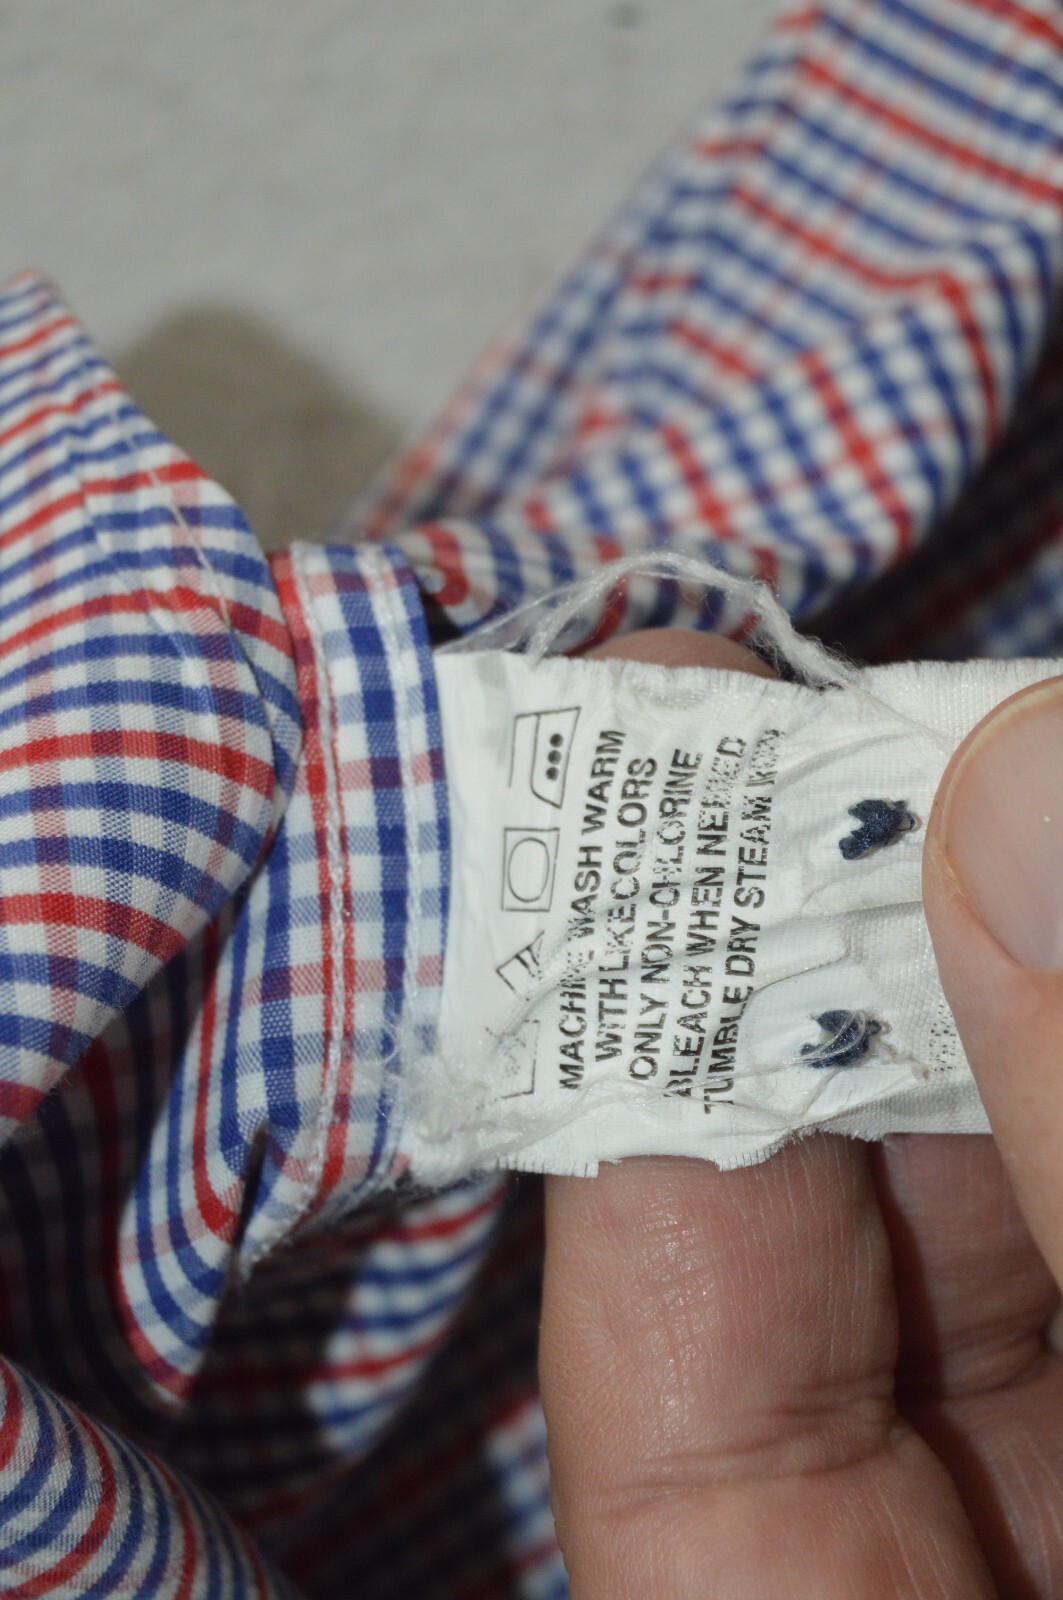 MACHINE WASH WARM
WITH LIKE COLORS
ONLY NON-CHLORINE
BLEACH WHEN NEEDED
TUMBLE DRY STEAM IRON